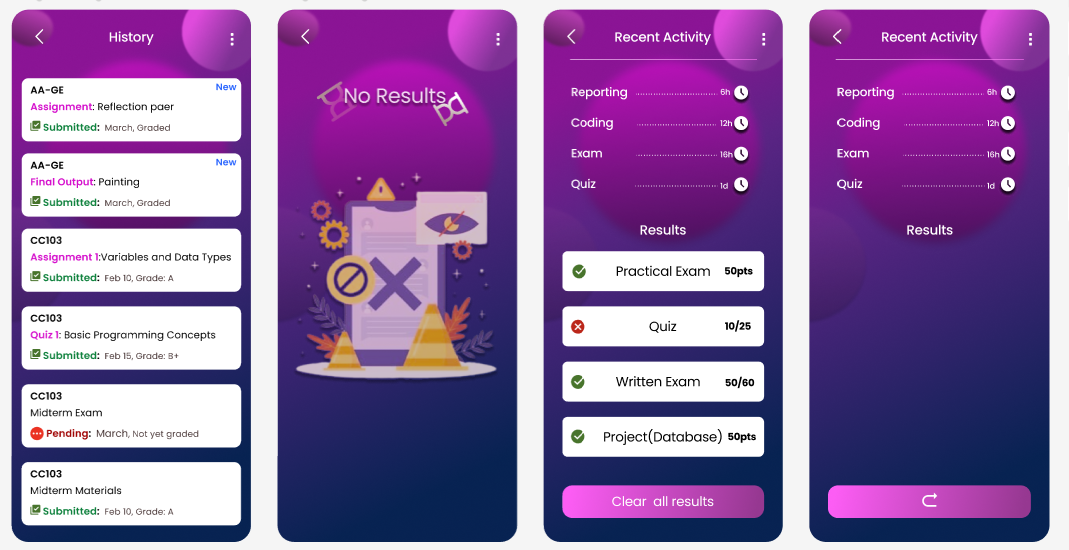 History
AA-GE
New
Assignment: Reflection paer
Submitted: March, Graded
AA-GE
New
Final Output: Painting
Submitted: March, Graded
CC103
Assignment 1:Variables and Data Types
Submitted: Feb 10, Grade: A
CC103
Quiz 1: Basic Programming Concepts
Submitted: Feb 15, Grade: B+
CC103
Midterm Exam
Pending: March, Not yet graded
CC103
Midterm Materials
Submitted: Feb 10, Grade: A
No Results
Recent Activity
Reporting 6h
Coding 12h
Exam 16h
Quiz 1d
Results
Practical Exam 50pts
Quiz 10/25
Written Exam 50/60
Project(Database) 50pts
Clear all results
Recent Activity
Reporting 6h
Coding 12h
Exam 16h
Quiz 1d
Results